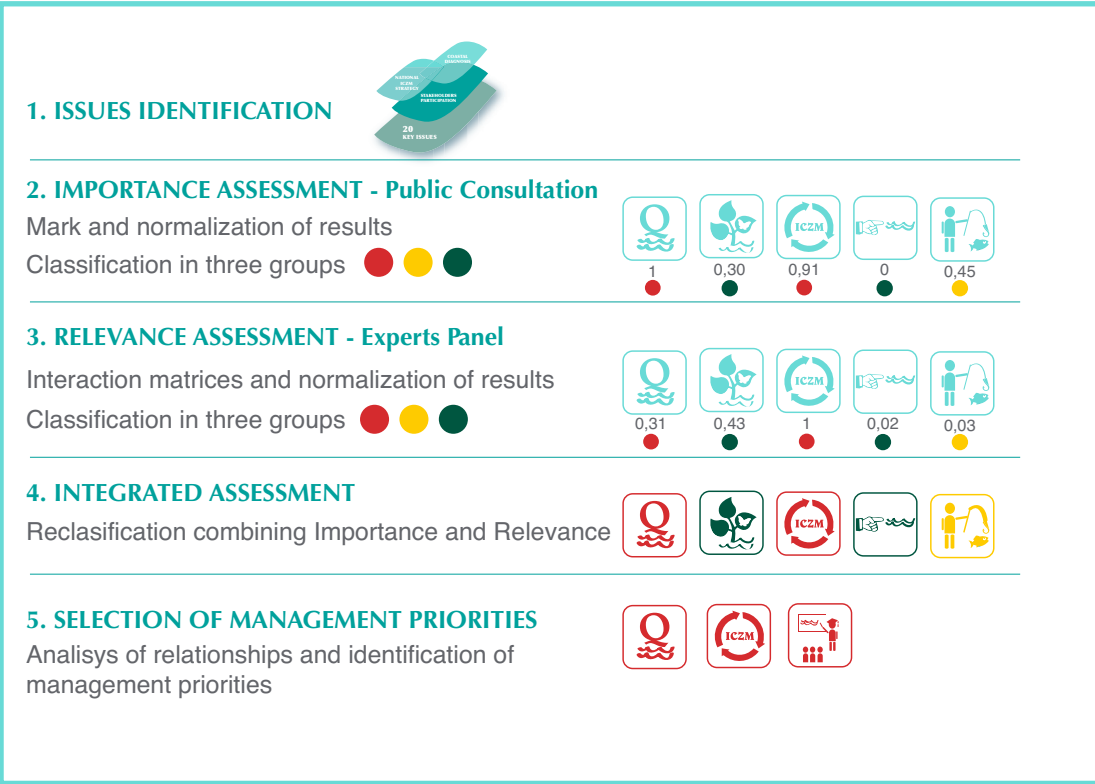 COASTAL
DIAGNOSIS
NATIONAL
ICZM
STRATEGY
STAKEHOLDERS
PARTICIPATION
20
KEY ISSUES
1. ISSUES IDENTIFICATION
2. IMPORTANCE ASSESSMENT - Public Consultation
Mark and normalization of results
Classification in three groups
Q ICZM
1 0,30 0,91 0 0,45
3. RELEVANCE ASSESSMENT - Experts Panel
Interaction matrices and normalization of results
Classification in three groups
Q ICZM
0,31 0,43 1 0,02 0,03
4. INTEGRATED ASSESSMENT
Reclasification combining Importance and Relevance
Q ICZM
5. SELECTION OF MANAGEMENT PRIORITIES
Analisys of relationships and identification of
management priorities
Q ICZM